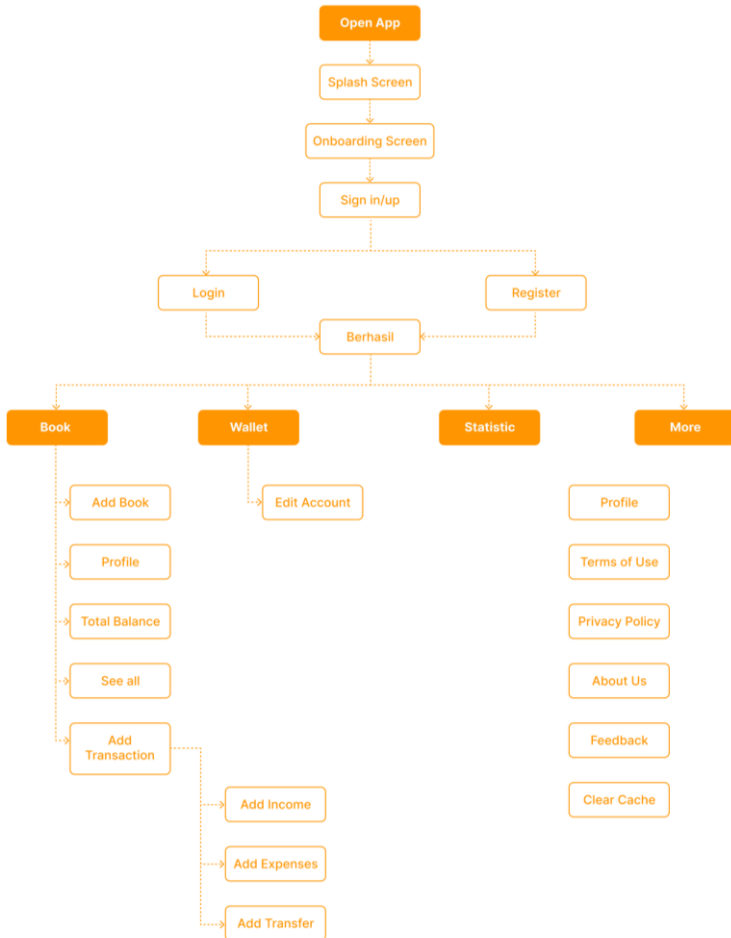 Open App
Splash Screen
Onboarding Screen
Sign in/up
Login
Register
Berhasil
Book
Wallet
Statistic
More
Add Book
Edit Account
Profile
Profile
Terms of Use
Total Balance
Privacy Policy
See all
About Us
Add
Transaction
Feedback
Add Income
Clear Cache
Add Expenses
Add Transfer